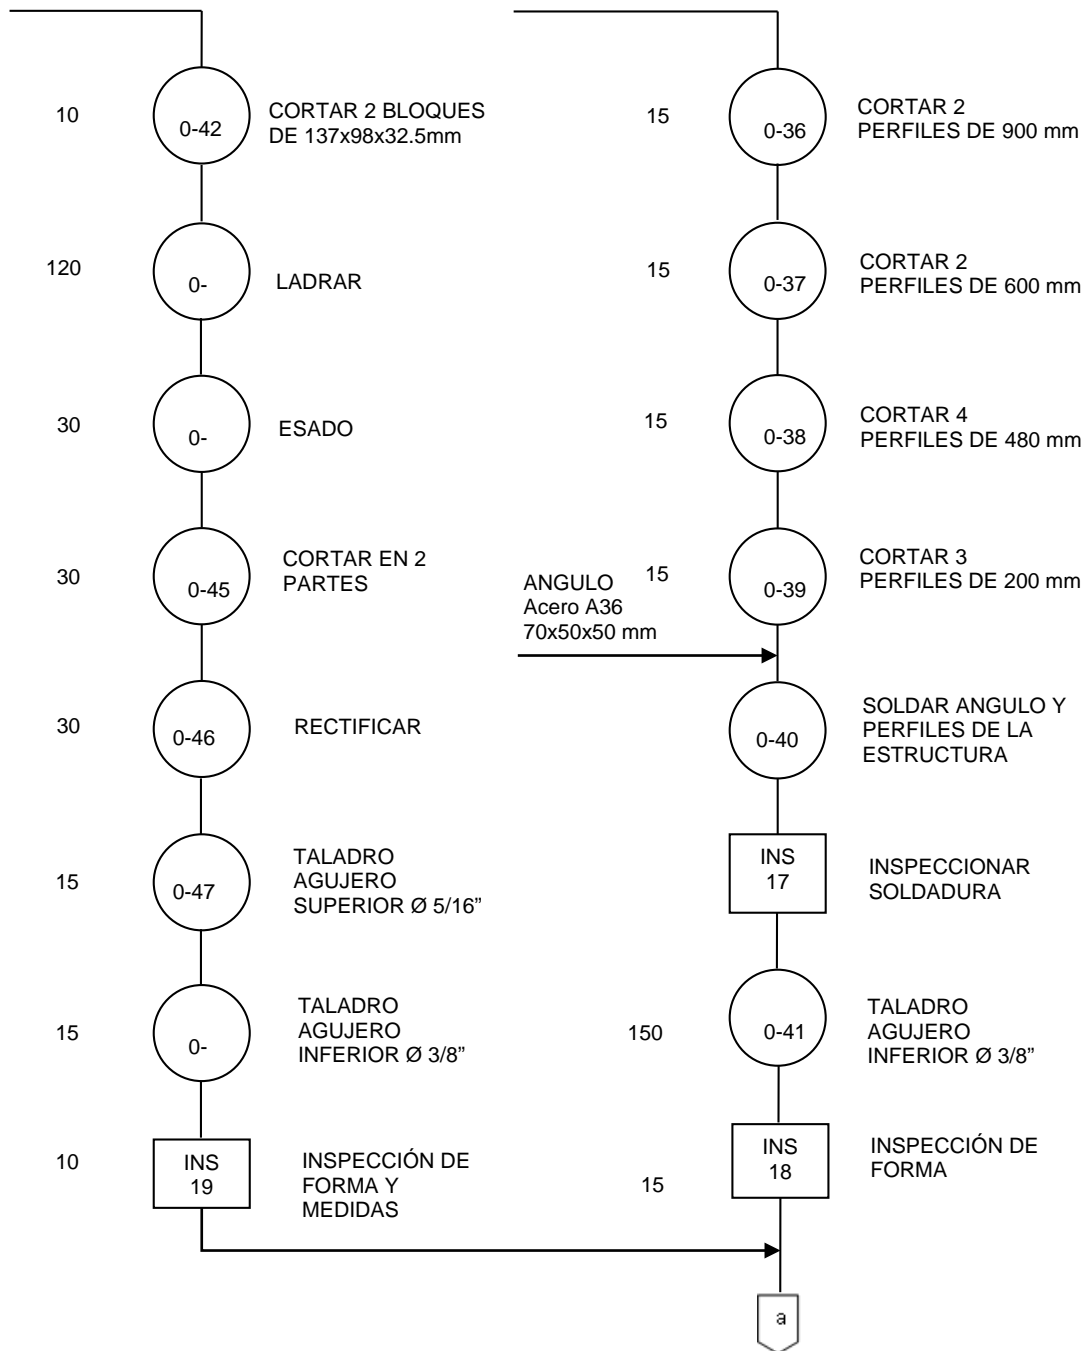 10
0-42
CORTAR 2 BLOQUES
DE 137x98x32.5mm
120
0-
LADRAR
30
0-
ESADO
30
0-45
CORTAR EN 2
PARTES
30
0-46
RECTIFICAR
15
0-47
TALADRO
AGUJERO
SUPERIOR Ø 5/16”
15
0-
TALADRO
AGUJERO
INFERIOR Ø 3/8”
10
INS
19
INSPECCIÓN DE
FORMA Y
MEDIDAS
15
0-36
CORTAR 2
PERFILES DE 900 mm
15
0-37
CORTAR 2
PERFILES DE 600 mm
15
0-38
CORTAR 4
PERFILES DE 480 mm
15
0-39
CORTAR 3
PERFILES DE 200 mm
ANGULO
Acero A36
70x50x50 mm
0-40
SOLDAR ANGULO Y
PERFILES DE LA
ESTRUCTURA
INS
17
INSPECCIONAR
SOLDADURA
150
0-41
TALADRO
AGUJERO
INFERIOR Ø 3/8”
15
INS
18
INSPECCIÓN DE
FORMA
a